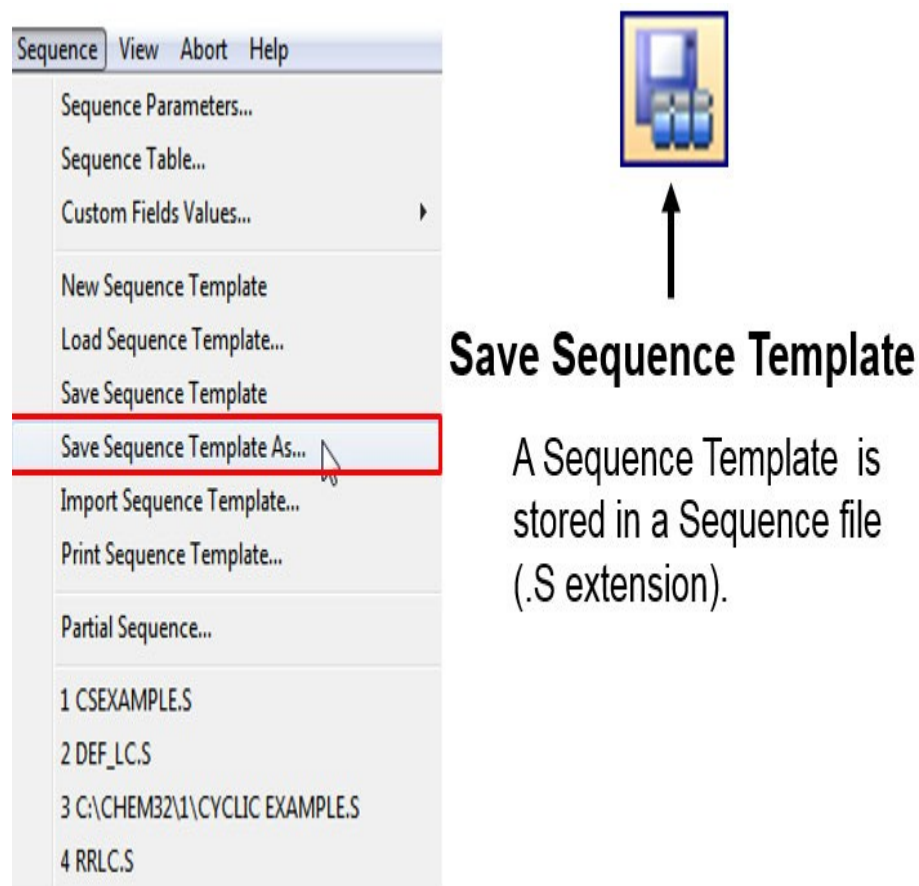 Sequence View Abort Help
Sequence Parameters...
Sequence Table...
Custom Fields Values...
New Sequence Template
Load Sequence Template...
Save Sequence Template
Save Sequence Template As...
Import Sequence Template...
Print Sequence Template...
Partial Sequence...
1 CSEXAMPLE.S
2 DEF_LC.S
3 C:\CHEM32\1\CYCLIC EXAMPLE.S
4 RRLC.S
Save Sequence Template
A Sequence Template is
stored in a Sequence file
(.S extension).